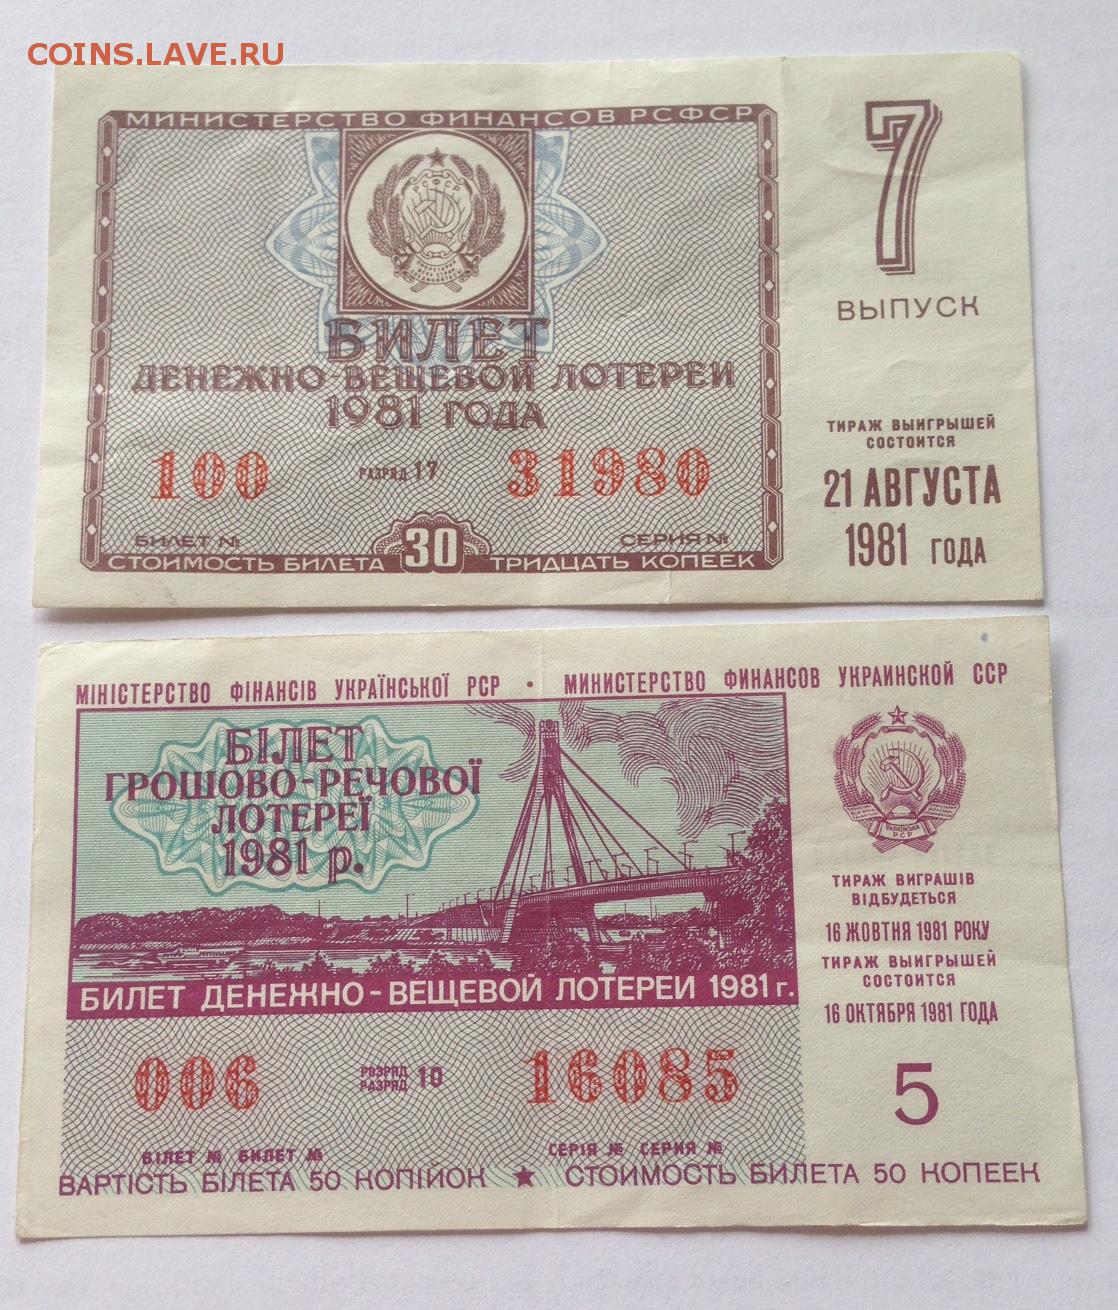 COINS.LAVE.RU
МИНИСТЕРСТВО ФИНАНСОВ РСФСР
РСФСР
БИЛЕТ
ДЕНЕЖНО-ВЕЩЕВОЙ ЛОТЕРЕИ
1981 ГОДА
100 РАЗРЯД 17 31980
БИЛЕТ № СЕРИЯ №
СТОИМОСТЬ БИЛЕТА 30 ТРИДЦАТЬ КОПЕЕК
7
ВЫПУСК
ТИРАЖ ВЫИГРЫШЕЙ
СОСТОИТСЯ
21 АВГУСТА
1981 ГОДА
МІНІСТЕРСТВО ФІНАНСІВ УКРАЇНСЬКОЇ РСР • МИНИСТЕРСТВО ФИНАНСОВ УКРАИНСКОЙ ССР
БІЛЕТ
ГРОШОВО-РЕЧОВОЇ
ЛОТЕРЕЇ
1981 р.
БИЛЕТ ДЕНЕЖНО-ВЕЩЕВОЙ ЛОТЕРЕИ 1981 г.
УКРАЇНСЬКА
РСР
ТИРАЖ ВИГРАШІВ
ВІДБУДЕТЬСЯ
16 ЖОВТНЯ 1981 РОКУ
ТИРАЖ ВЫИГРЫШЕЙ
СОСТОИТСЯ
16 ОКТЯБРЯ 1981 ГОДА
5
006 РОЗРЯД 10 16085
РАЗРЯД
БІЛЕТ № БИЛЕТ № СЕРІЯ № СЕРИЯ №
ВАРТІСТЬ БІЛЕТА 50 КОПІЙОК ★ СТОИМОСТЬ БИЛЕТА 50 КОПЕЕК